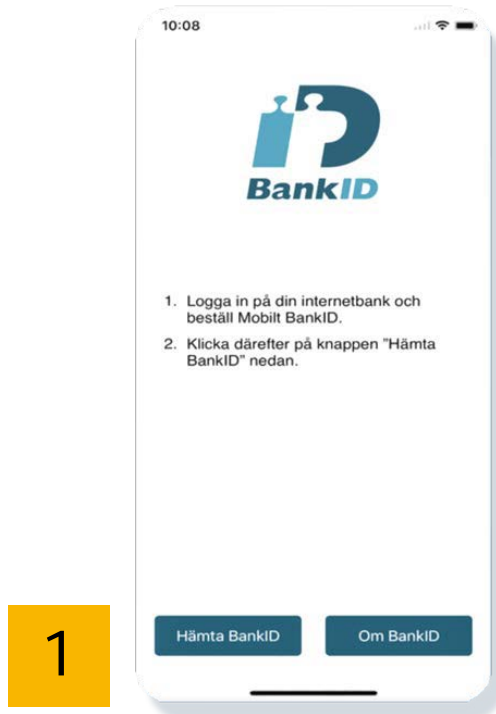 10:08
BankID
1. Logga in på din internetbank och
beställ Mobilt BankID.
2. Klicka därefter på knappen "Hämta
BankID" nedan.
Hämta BankID Om BankID
1